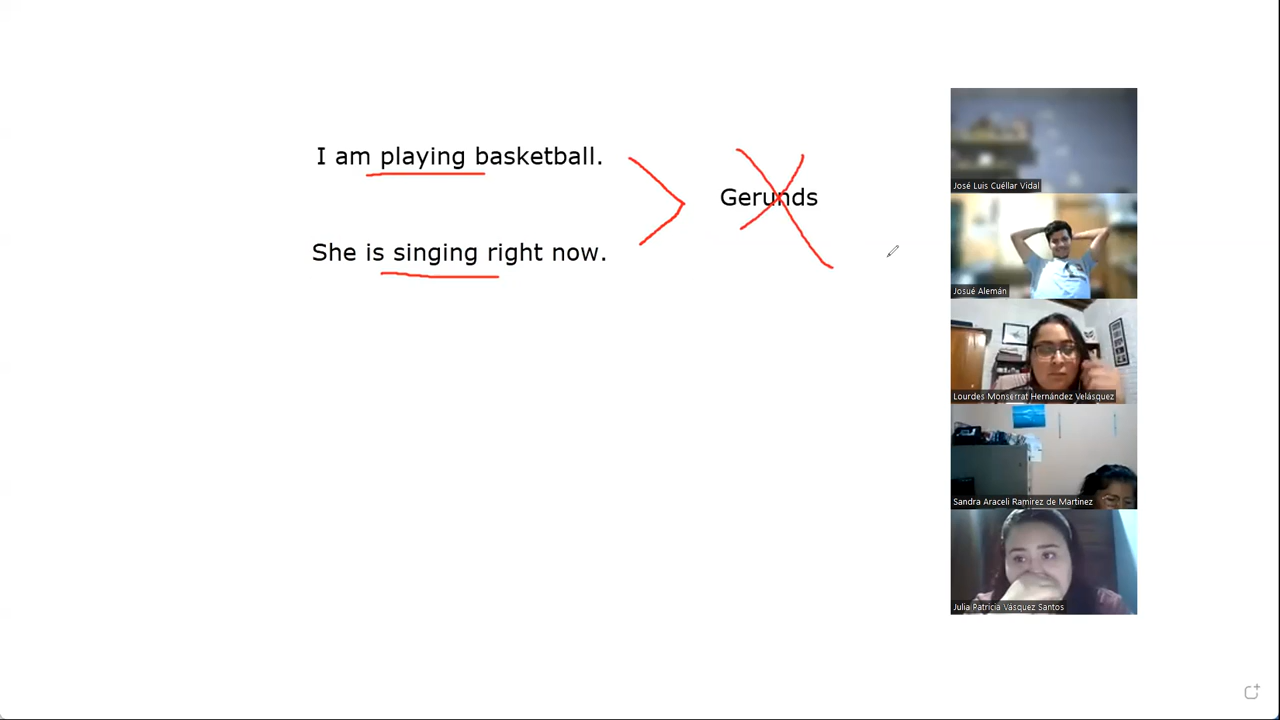 I am playing basketball.
Gerunds
She is singing right now.
José Luis Cuéllar Vidal
Josué Alemán
Lourdes Monserrat Hernández Velásquez
Sandra Araceli Ramirez de Martinez
Julia Patricia Vásquez Santos